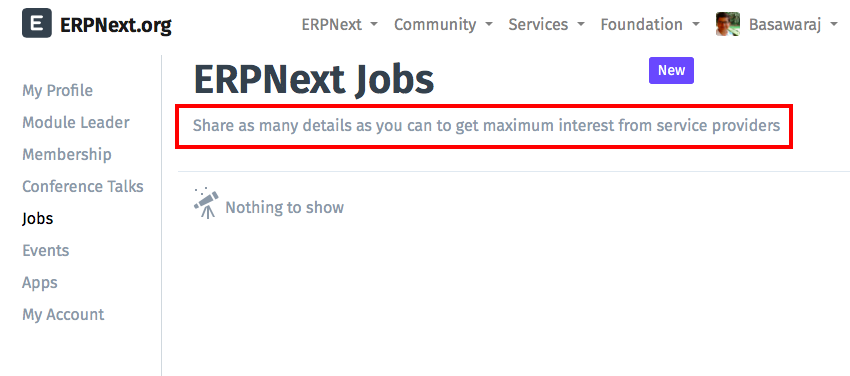 E ERPNext.org
ERPNext Community Services Foundation Basawaraj
My Profile
Module Leader
Membership
Conference Talks
Jobs
Events
Apps
My Account
ERPNext Jobs
New
Share as many details as you can to get maximum interest from service providers
Nothing to show